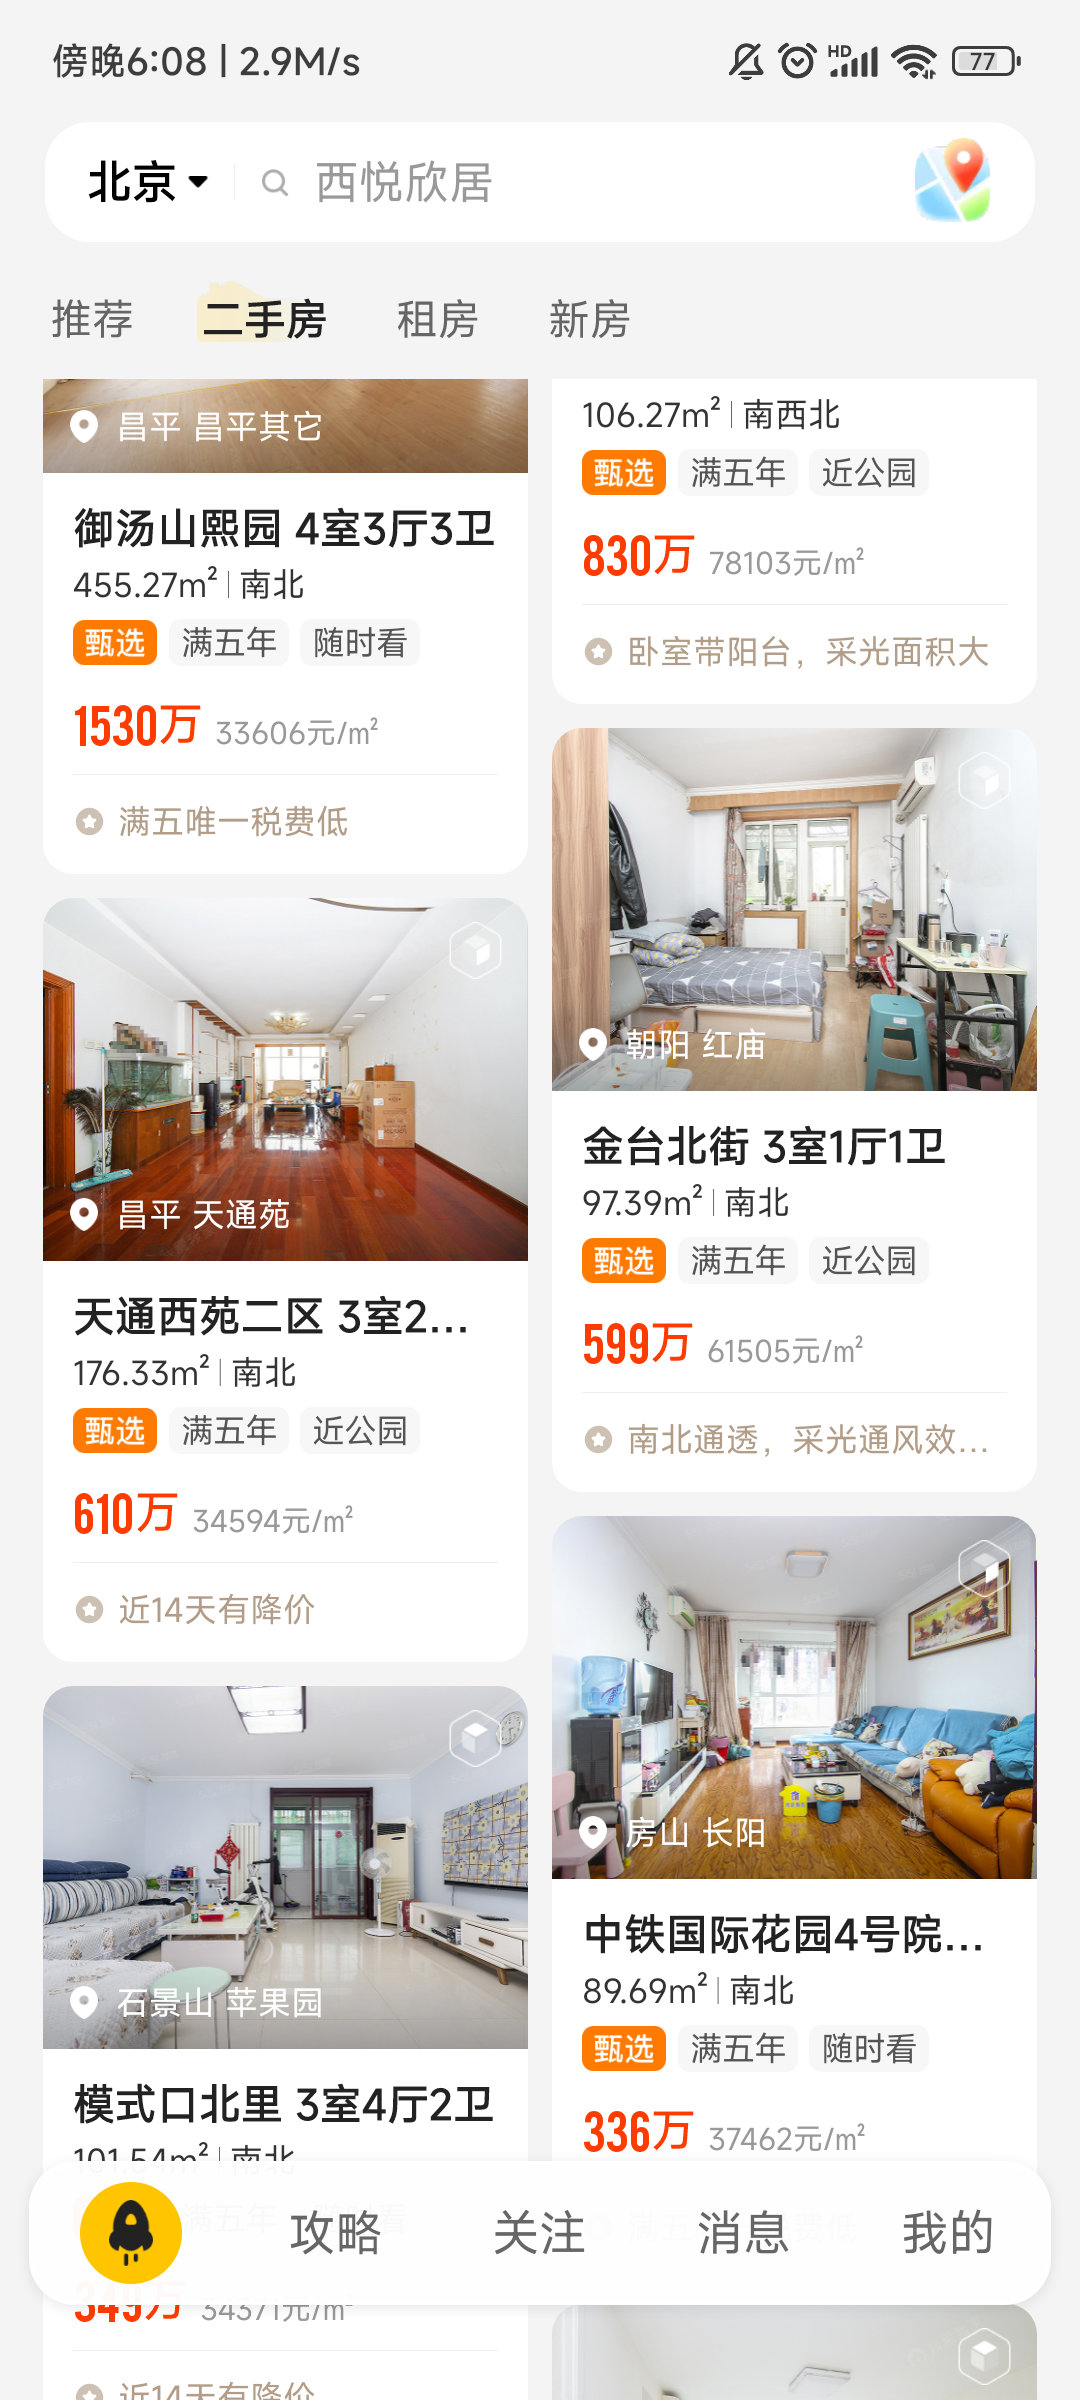 傍晚6:08 | 2.9M/s
HD
77
北京
西悦欣居
推荐
二手房
租房
新房
昌平 昌平其它
御汤山熙园 4室3厅3卫
455.27m² | 南北
甄选 满五年 随时看
1530万 33606元/m²
满五唯一税费低
昌平 天通苑
天通西苑二区 3室2...
176.33m² | 南北
甄选 满五年 近公园
610万 34594元/m²
近14天有降价
石景山 苹果园
模式口北里 3室4厅2卫
101.54m² | 南北
349万 34371元/m²
近14天有降价
106.27m² | 南西北
甄选 满五年 近公园
830万 78103元/m²
卧室带阳台，采光面积大
朝阳 红庙
金台北街 3室1厅1卫
97.39m² | 南北
甄选 满五年 近公园
599万 61505元/m²
南北通透，采光通风效...
房山 长阳
中铁国际花园4号院...
89.69m² | 南北
甄选 满五年 随时看
336万 37462元/m²
攻略
关注
消息
我的